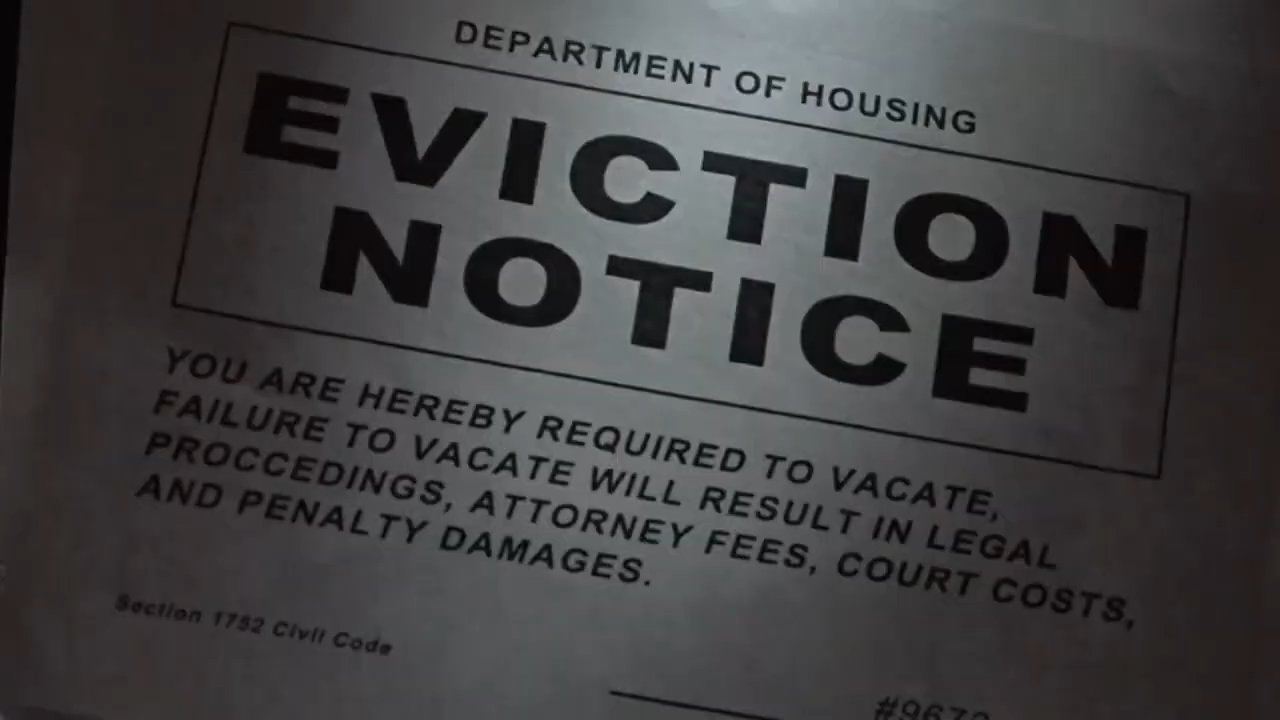 DEPARTMENT OF HOUSING
EVICTION
NOTICE
YOU ARE HEREBY REQUIRED TO VACATE,
FAILURE TO VACATE WILL RESULT IN LEGAL
PROCCEDINGS, ATTORNEY FEES, COURT COSTS,
AND PENALTY DAMAGES.
Section 1752 Civil Code